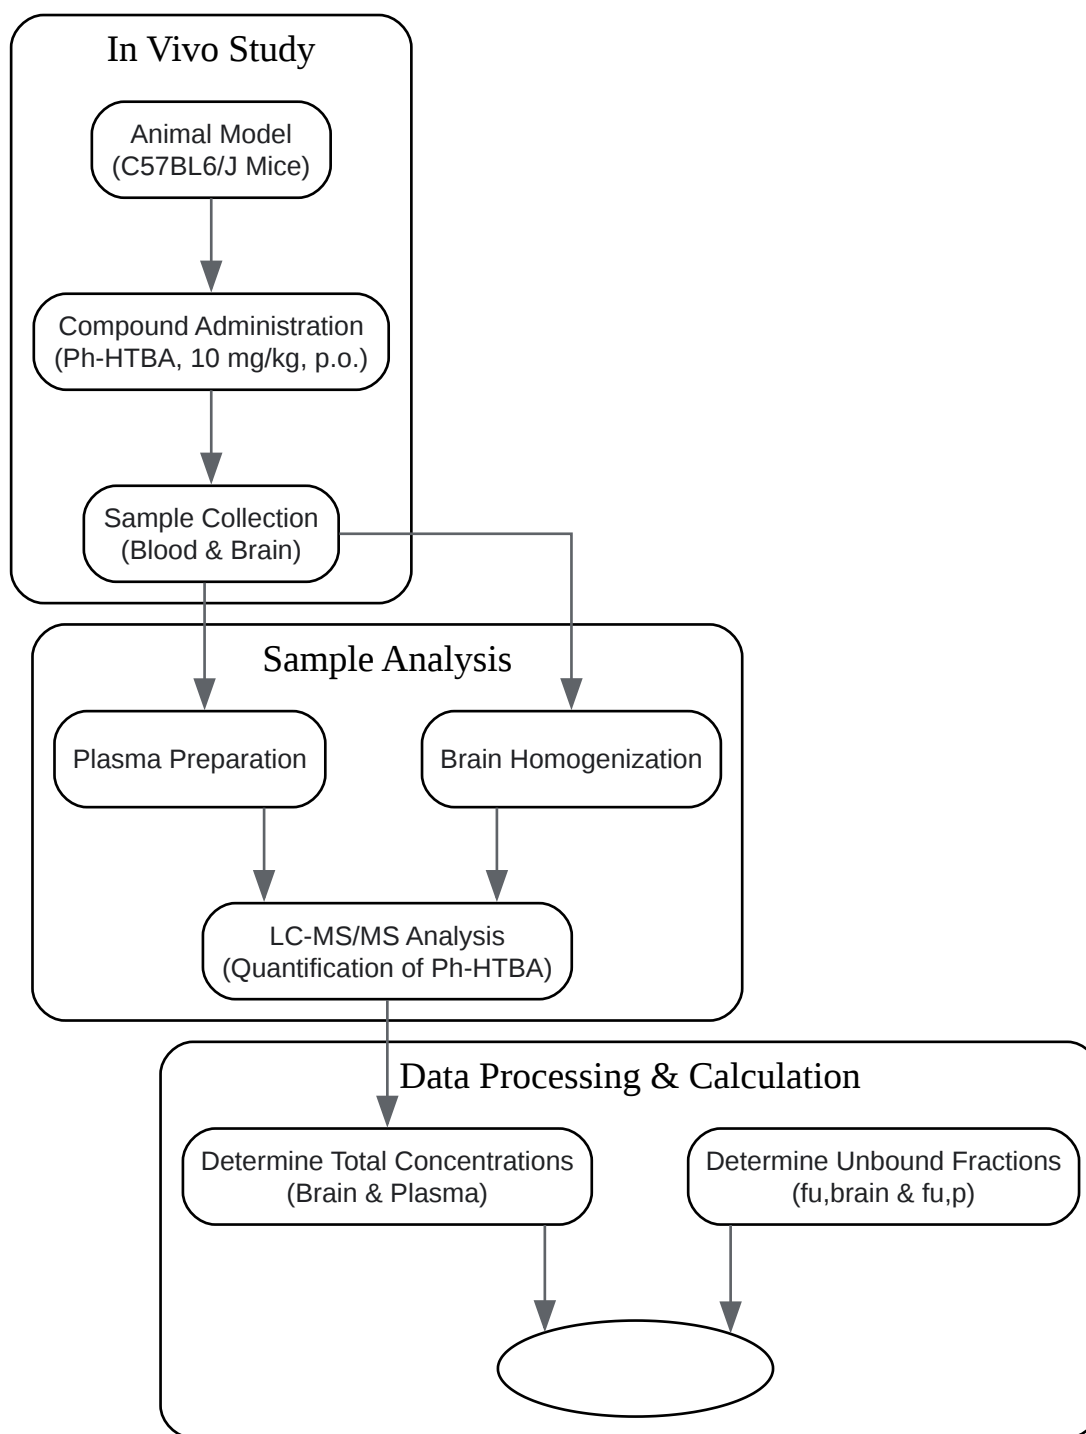 In Vivo Study
Animal Model
(C57BL6/J Mice)
Compound Administration
(Ph-HTBA, 10 mg/kg, p.o.)
Sample Collection
(Blood & Brain)
Sample Analysis
Plasma Preparation
Brain Homogenization
LC-MS/MS Analysis
(Quantification of Ph-HTBA)
Data Processing & Calculation
Determine Total Concentrations
(Brain & Plasma)
Determine Unbound Fractions
(fu,brain & fu,p)